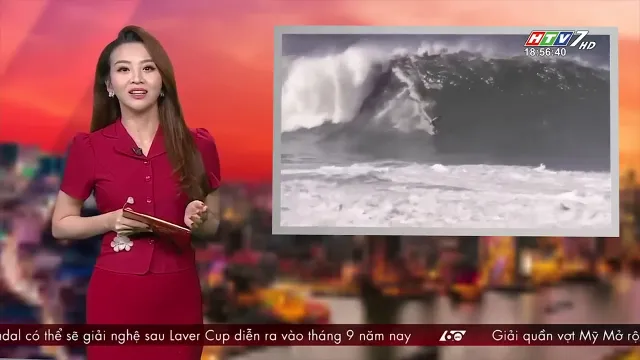 HTV7 HD
18:56:40
dal có thể sẽ giải nghệ sau Laver Cup diễn ra vào tháng 9 năm nay 60 Giải quần vợt Mỹ Mở rộ